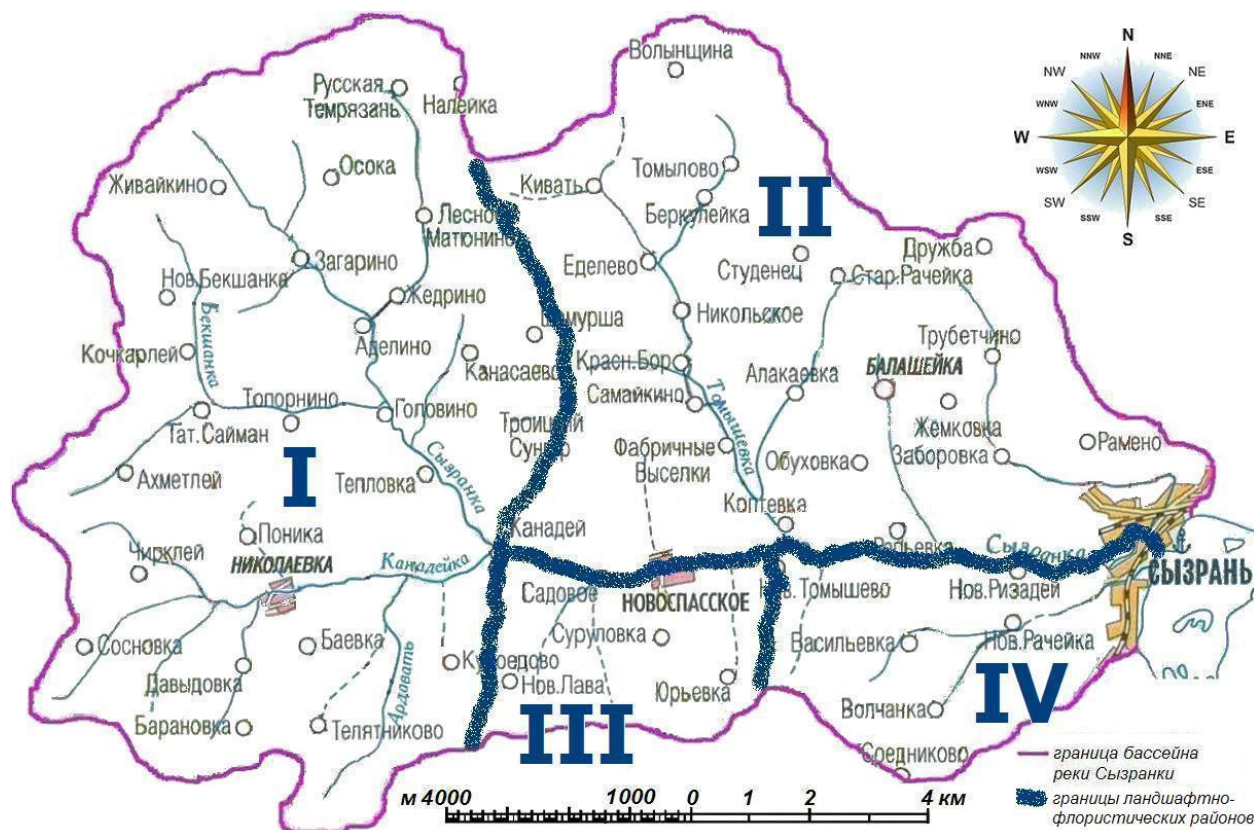 Волынщина
N
NNW
NNE
NW
NE
WNW
ENE
W
E
WSW
ESE
SW
SE
SSW
SSE
S
Русская
Темрязань
Налейка
Осока
Живайкино
Кивать
Томылово
Беркулейка
II
Лесное
Матюнино
Загарино
Нов.Бекшанка
Жедрино
Еделево
Студенец
Дружба
Стар.Рачейка
Бекшанка
Аделино
Никольское
Кочкарлей
Канасаево
Красн.Бор
Трубетчино
БАЛАШЕЙКА
Алакаевка
Самайкино
Томышевка
Топорнино
Головино
Тат.Сайман
Троицкий
Сунгур
Жемковка
Рамено
Фабричные
Выселки
Обуховка
Заборовка
Сызранка
I
Ахметлей
Тепловка
Коптевка
Поника
Канадей
Чирклей
НИКОЛАЕВКА
Канадейка
Сызранка
СЫЗРАНЬ
Садовое
НОВОСПАССКОЕ
Нов.Томышево
Нов.Ризадей
Суруловка
Васильевка
Нов.Рачейка
Сосновка
Баевка
Давыдовка
Ардавать
Нов.Лава
Юрьевка
IV
III
Волчанка
Барановка
Телятниково
Средниково
граница бассейна
реки Сызранки
м 4000 1000 0 1 2 4 км
границы ландшафтно-
флористических районов